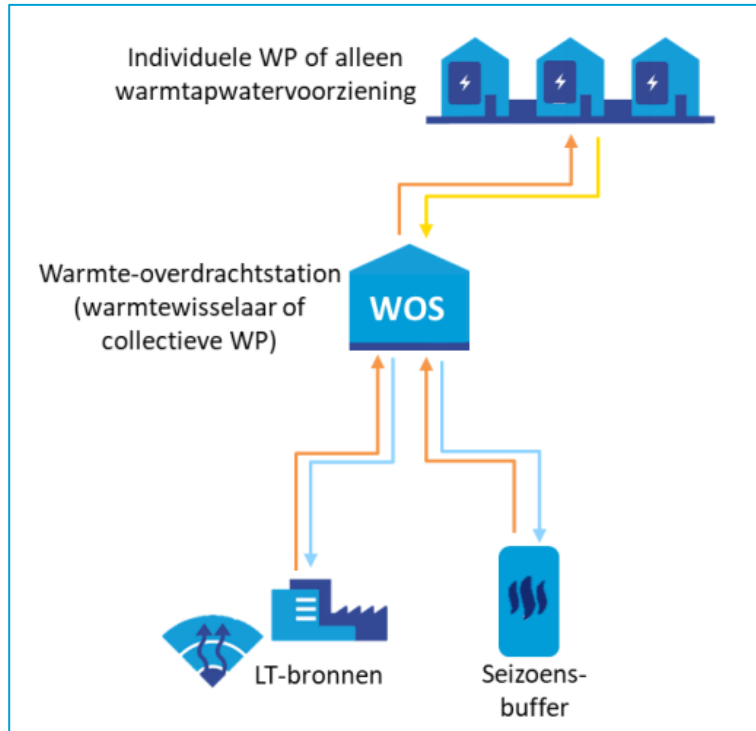 Individuele WP of alleen
warmtapwatervoorziening
Warmte-overdrachtstation
(warmtewisselaar of
collectieve WP)
WOS
LT-bronnen
Seizoens-
buffer